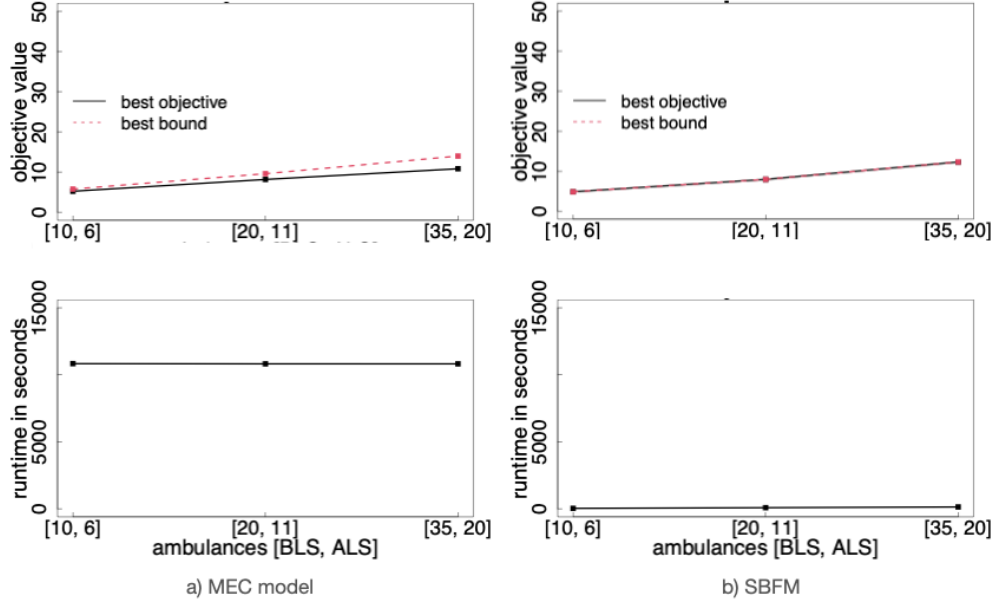 50
40
30
20
10
0
objective value
best objective
best bound
[10, 6]
[20, 11]
[35, 20]
50
40
30
20
10
0
objective value
best objective
best bound
[10, 6]
[20, 11]
[35, 20]
15000
5000
0
runtime in seconds
[10, 6]
[20, 11]
[35, 20]
ambulances [BLS, ALS]
a) MEC model
15000
5000
0
runtime in seconds
[10, 6]
[20, 11]
[35, 20]
ambulances [BLS, ALS]
b) SBFM